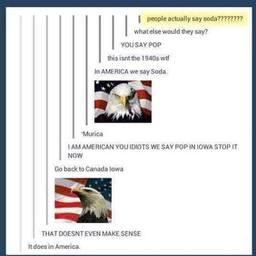 people actually say soda????????
what else would they say?
YOU SAY POP
this isnt the 1940s wtf
In AMERICA we say Soda.
'Murica
I AM AMERICAN YOU IDIOTS WE SAY POP IN IOWA STOP IT
NOW
Go back to Canada Iowa
THAT DOESNT EVEN MAKE SENSE
It does in America.